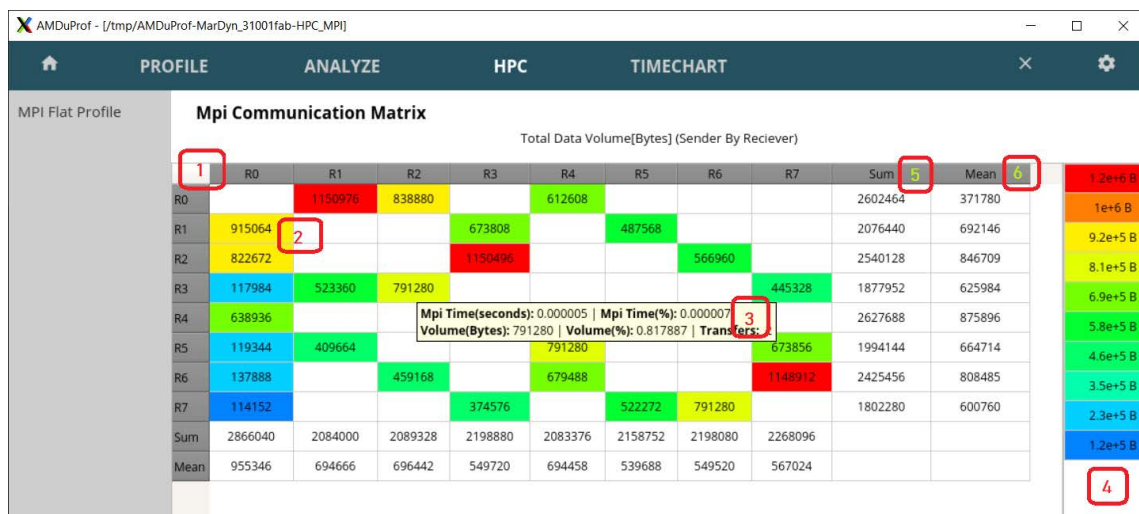 AMDuProf - [/tmp/AMDuProf-MarDyn_31001fab-HPC_MPI]
PROFILE ANALYZE HPC TIMECHART
MPI Flat Profile
Mpi Communication Matrix
Total Data Volume[Bytes] (Sender By Reciever)
1 R0 R1 R2 R3 R4 R5 R6 R7 Sum 5 Mean 6
R0 1150976 838880 612608 2602464 371780
R1 915064 2 673808 487568 2076440 692146
R2 822672 1150496 566960 2540128 846709
R3 117984 523360 791280 445328 1877952 625984
Mpi Time(seconds): 0.000005 | Mpi Time(%): 0.000007 3
R4 638936 2627688 875896
Volume(Bytes): 791280 | Volume(%): 0.817887 | Transfers: 2
R5 119344 409664 791280 673856 1994144 664714
R6 137888 459168 679488 1148912 2425456 808485
R7 114152 374576 522272 791280 1802280 600760
Sum 2866040 2084000 2089328 2198880 2083376 2158752 2198080 2268096
Mean 955346 694666 696442 549720 694458 539688 549520 567024
1.2e+6 B
1e+6 B
9.2e+5 B
8.1e+5 B
6.9e+5 B
5.8e+5 B
4.6e+5 B
3.5e+5 B
2.3e+5 B
1.2e+5 B
4